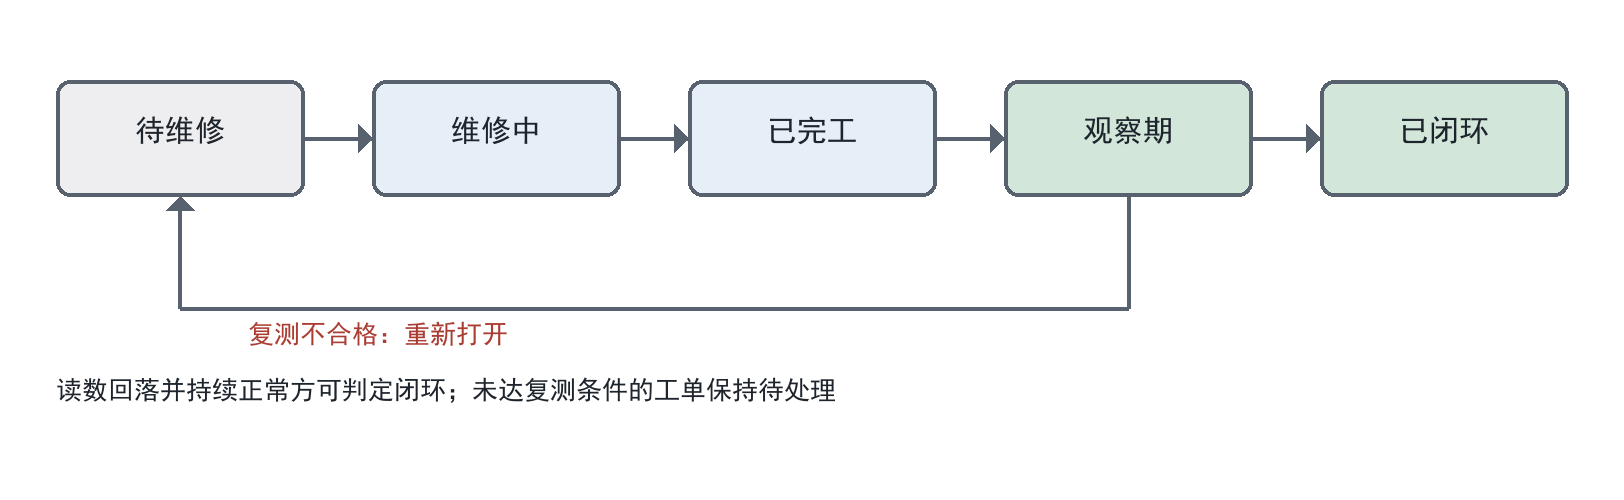 待维修
维修中
已完工
观察期
已闭环
复测不合格：重新打开
读数回落并持续正常方可判定闭环；未达复测条件的工单保持待处理